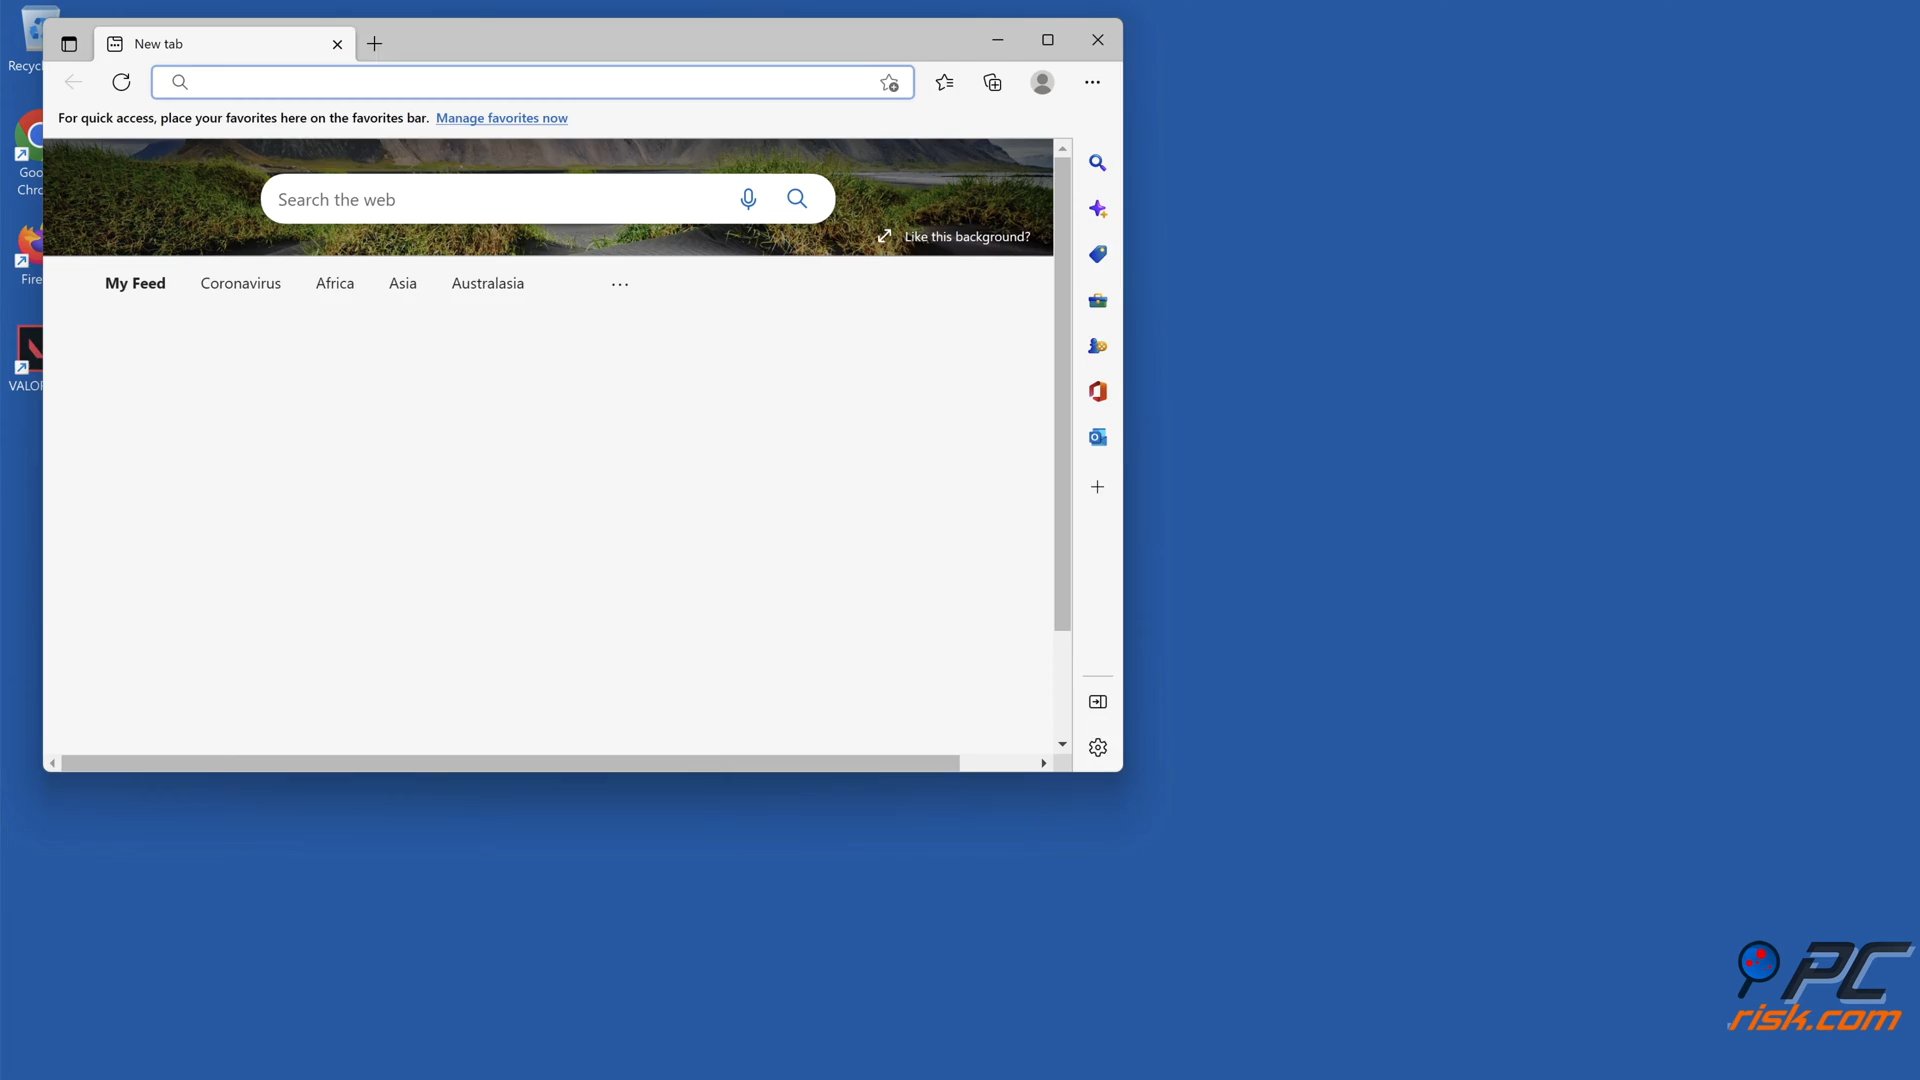 New tab
For quick access, place your favorites here on the favorites bar. Manage favorites now
Search the web
Like this background?
My Feed Coronavirus Africa Asia Australasia ...
Recyc
Goo
Chro
Fire
VALOR
PC
risk.com